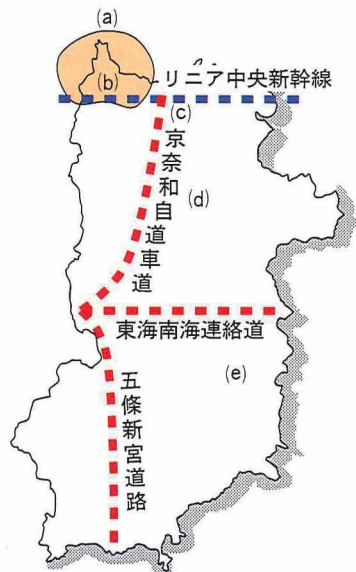 (a)
(b)
リニア中央新幹線
(c)
京奈和自道車道
(d)
東海南海連絡道
(e)
五條新宮道路